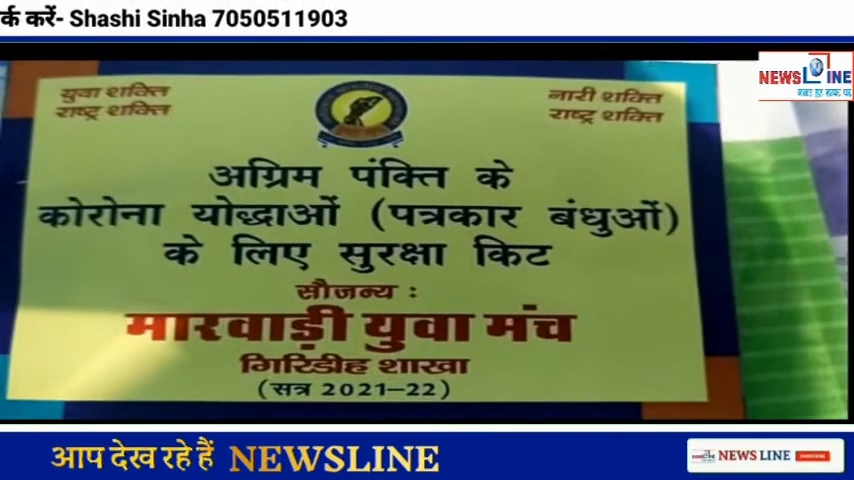 र्क करें- Shashi Sinha 7050511903
NEWS LINE
युवा शक्ति
राष्ट्र शक्ति
नारी शक्ति
राष्ट्र शक्ति
अग्रिम पंक्ति के
कोरोना योद्धाओं (पत्रकार बंधुओं)
के लिए सुरक्षा किट
सौजन्य :
मारवाड़ी युवा मंच
गिरिडीह शाखा
(सत्र 2021–22)
आप देख रहे हैं NEWSLINE
NEWS LINE